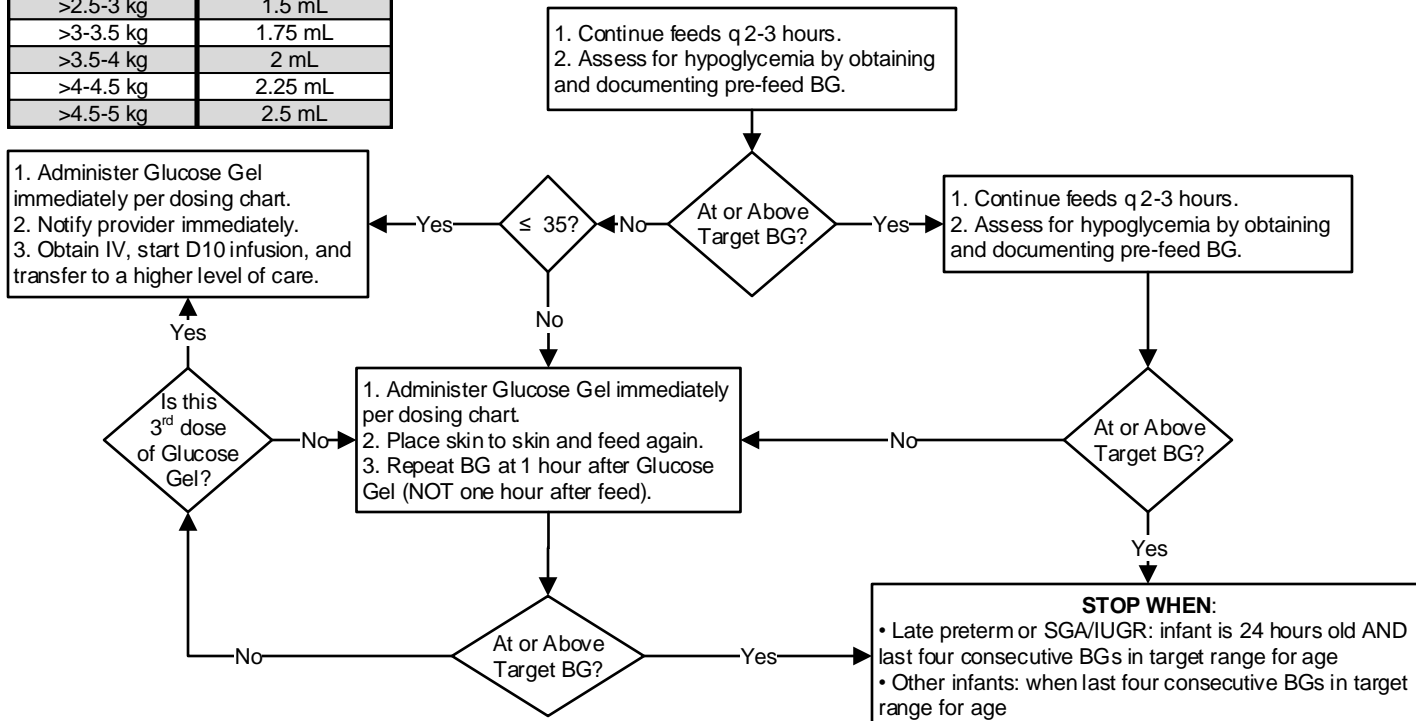 >2.5-3 kg 1.5 mL
>3-3.5 kg 1.75 mL
>3.5-4 kg 2 mL
>4-4.5 kg 2.25 mL
>4.5-5 kg 2.5 mL
1. Continue feeds q 2-3 hours.
2. Assess for hypoglycemia by obtaining
and documenting pre-feed BG.
At or Above
Target BG?
No
≤ 35?
Yes
1. Administer Glucose Gel
immediately per dosing chart.
2. Notify provider immediately.
3. Obtain IV, start D10 infusion, and
transfer to a higher level of care.
Yes
1. Continue feeds q 2-3 hours.
2. Assess for hypoglycemia by obtaining
and documenting pre-feed BG.
No
Yes
Is this
3rd dose
of Glucose
Gel?
No
1. Administer Glucose Gel immediately
per dosing chart.
2. Place skin to skin and feed again.
3. Repeat BG at 1 hour after Glucose
Gel (NOT one hour after feed).
No
At or Above
Target BG?
Yes
No
At or Above
Target BG?
Yes
STOP WHEN:
• Late preterm or SGA/IUGR: infant is 24 hours old AND
last four consecutive BGs in target range for age
• Other infants: when last four consecutive BGs in target
range for age